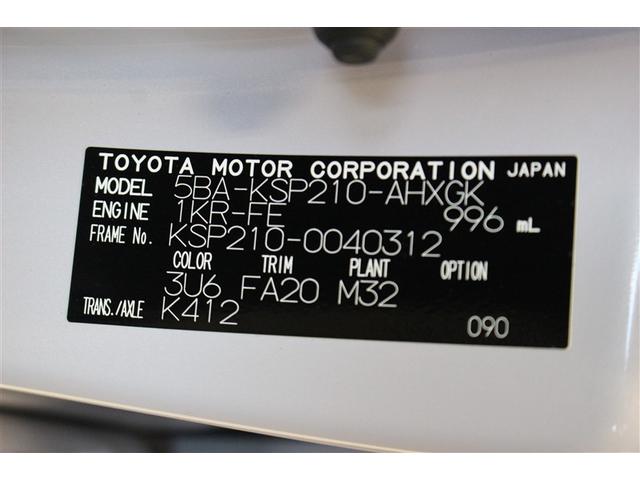 TOYOTA MOTOR CORPORATION JAPAN
MODEL 5BA-KSP210-AHXGK
ENGINE 1KR-FE 996 mL
FRAME No. KSP210-0040312
COLOR TRIM PLANT OPTION
3U6 FA20 M32
TRANS./AXLE K412 090